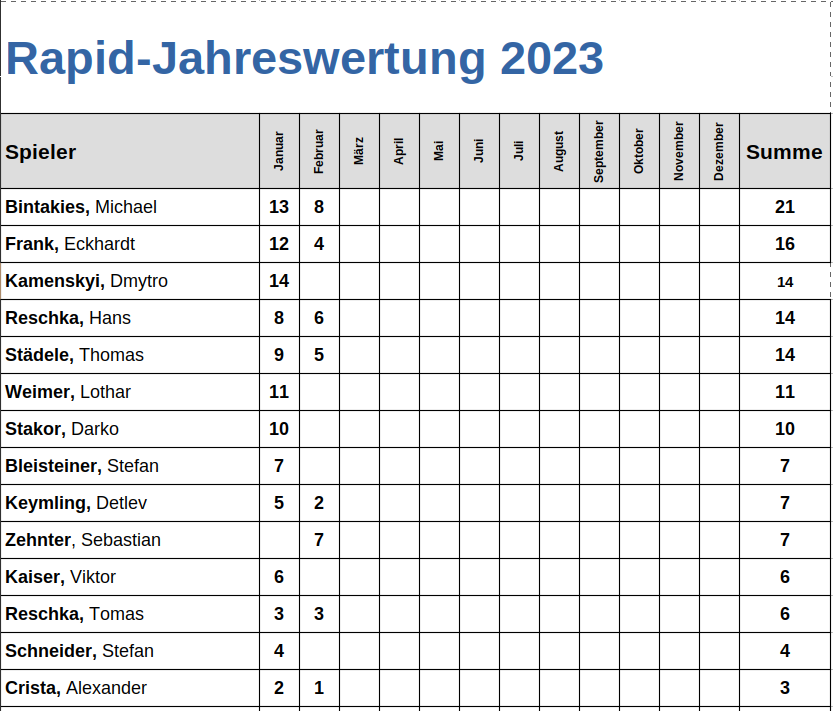 Rapid-Jahreswertung 2023
Spieler Januar Februar März April Mai Juni Juli August September Oktober November Dezember Summe
Bintakies, Michael 13 8 21
Frank, Eckhardt 12 4 16
Kamenskyi, Dmytro 14 14
Reschka, Hans 8 6 14
Städele, Thomas 9 5 14
Weimer, Lothar 11 11
Stakor, Darko 10 10
Bleisteiner, Stefan 7 7
Keymling, Detlev 5 2 7
Zehnter, Sebastian 7 7
Kaiser, Viktor 6 6
Reschka, Tomas 3 3 6
Schneider, Stefan 4 4
Crista, Alexander 2 1 3